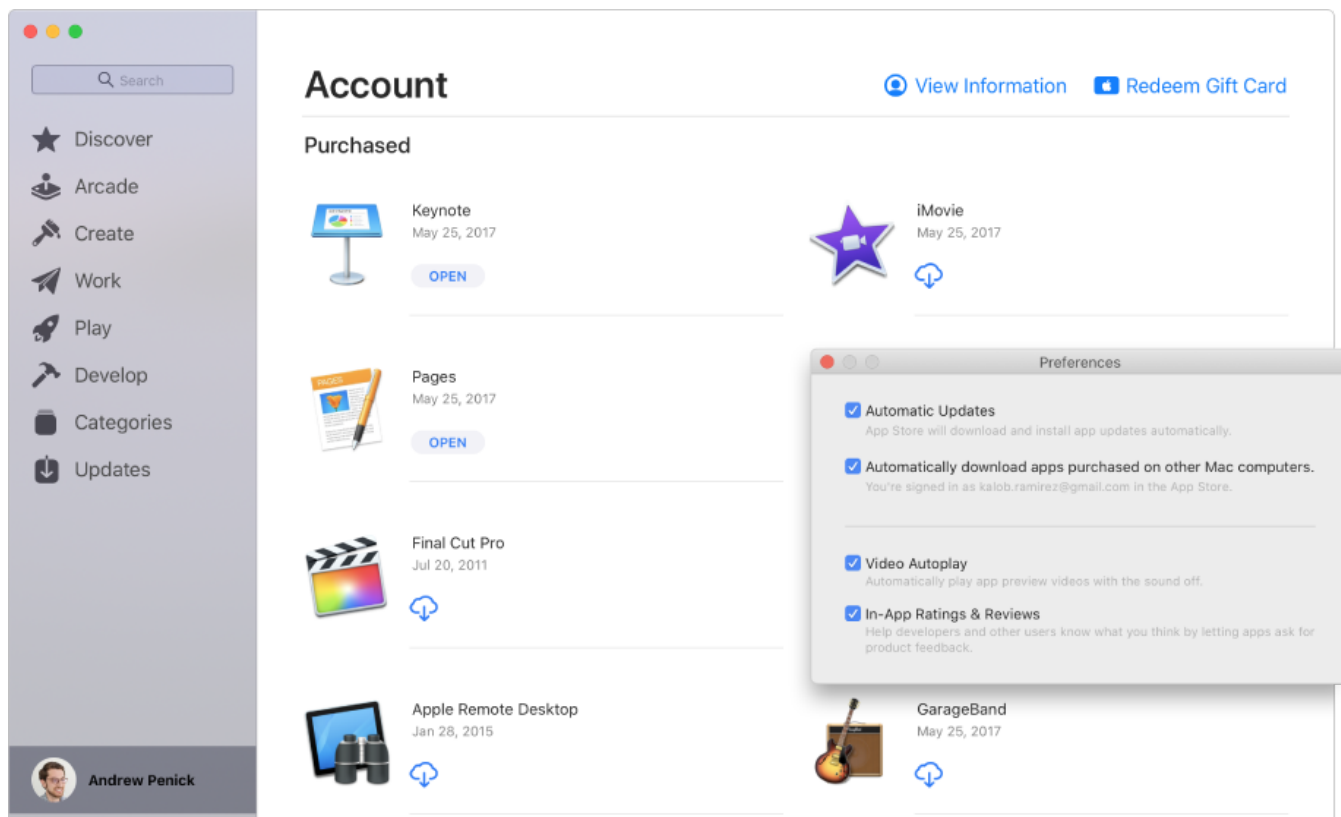 Search
Discover
Arcade
Create
Work
Play
Develop
Categories
Updates
Andrew Penick
Account
View Information
Redeem Gift Card
Purchased
Keynote
May 25, 2017
OPEN
iMovie
May 25, 2017
Pages
May 25, 2017
OPEN
Final Cut Pro
Jul 20, 2011
Apple Remote Desktop
Jan 28, 2015
GarageBand
May 25, 2017
Preferences
Automatic Updates
App Store will download and install app updates automatically.
Automatically download apps purchased on other Mac computers.
You're signed in as kalob.ramirez@gmail.com in the App Store.
Video Autoplay
Automatically play app preview videos with the sound off.
In-App Ratings & Reviews
Help developers and other users know what you think by letting apps ask for
product feedback.
PAGES